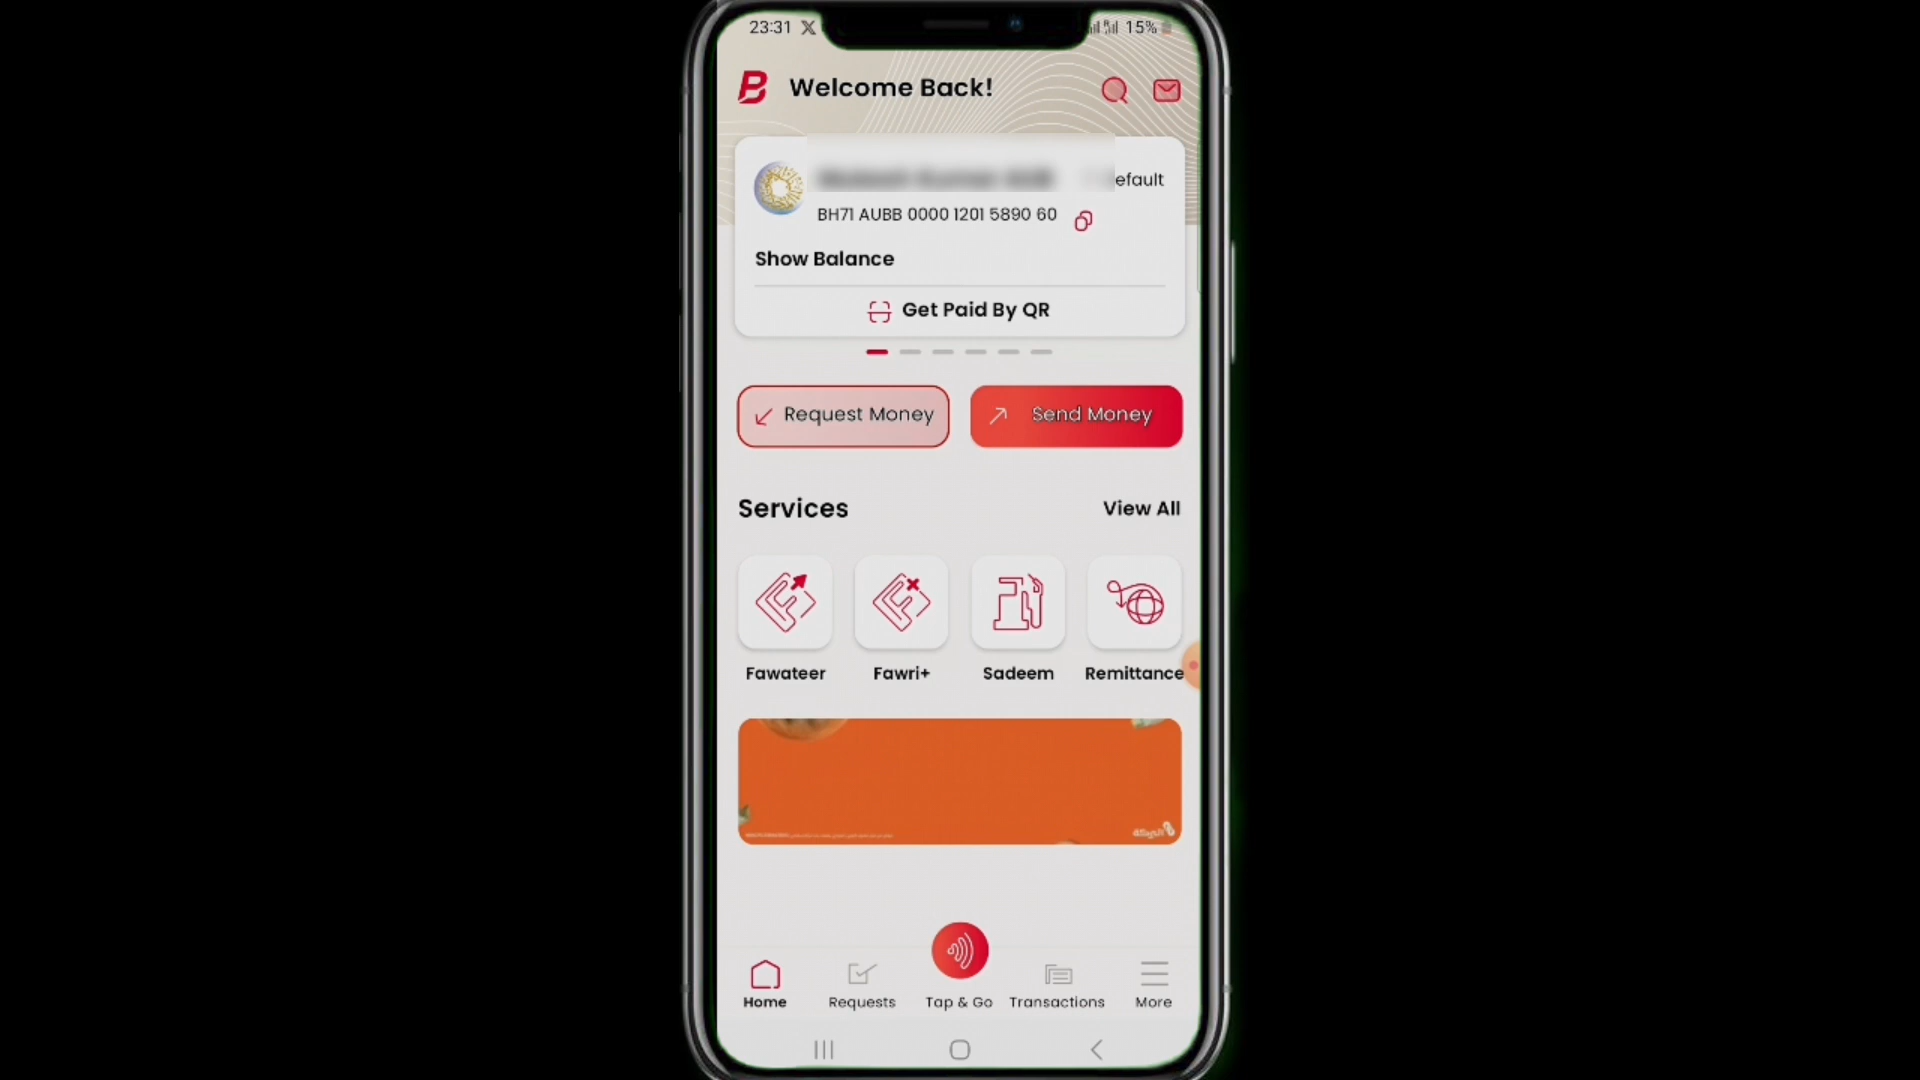 23:31 15%
Welcome Back!
efault
BH71 AUBB 0000 1201 5890 60
Show Balance
Get Paid By QR
Request Money
Send Money
Services
View All
Fawateer
Fawri+
Sadeem
Remittance
Home
Requests
Tap & Go
Transactions
More